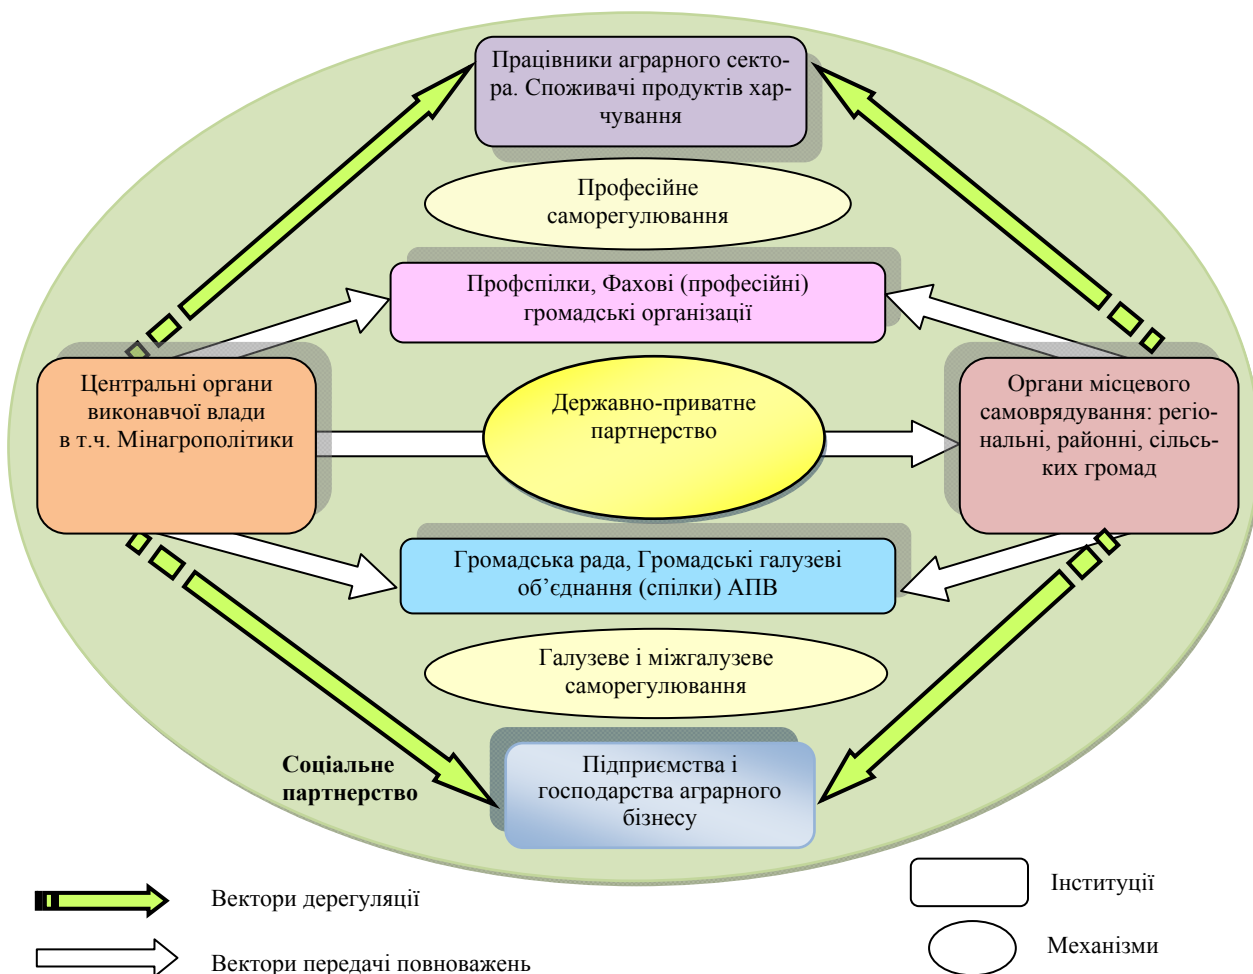 Працівники аграрного секто-
ра. Споживачі продуктів хар-
чування
Професійне
саморегулювання
Профспілки, Фахові (професійні)
громадські організації
Центральні органи
виконавчої влади
в т.ч. Мінагрополітики
Державно-приватне
партнерство
Органи місцевого
самоврядування: регіо-
нальні, районні, сільсь-
ких громад
Громадська рада, Громадські галузеві
об’єднання (спілки) АПВ
Галузеве і міжгалузеве
саморегулювання
Соціальне
партнерство
Підприємства і
господарства аграрного
бізнесу
Вектори дерегуляції
Інституції
Вектори передачі повноважень
Механізми